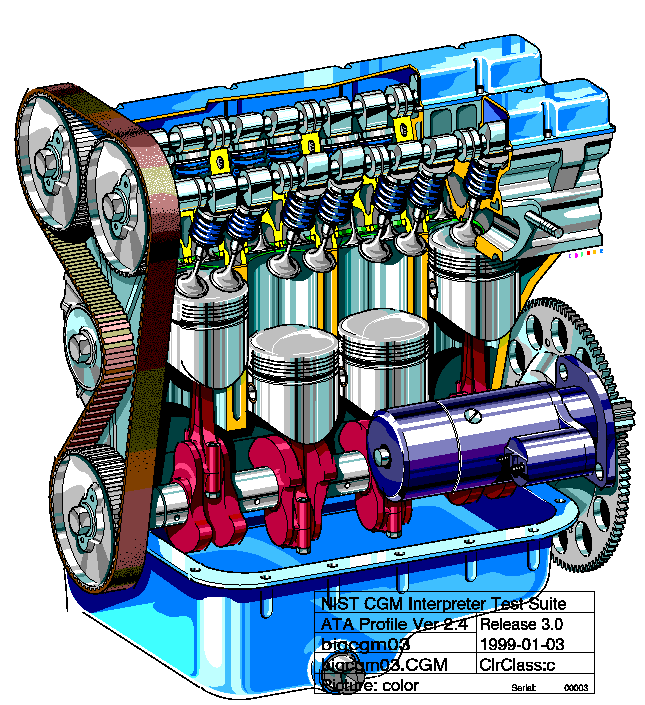 NIST CGM Interpreter Test Suite
ATA Profile Ver 2.4 Release 3.0
bigcgm03 1999-01-03
bigcgm03.CGM ClrClass:c
Picture: color Serial: 00003